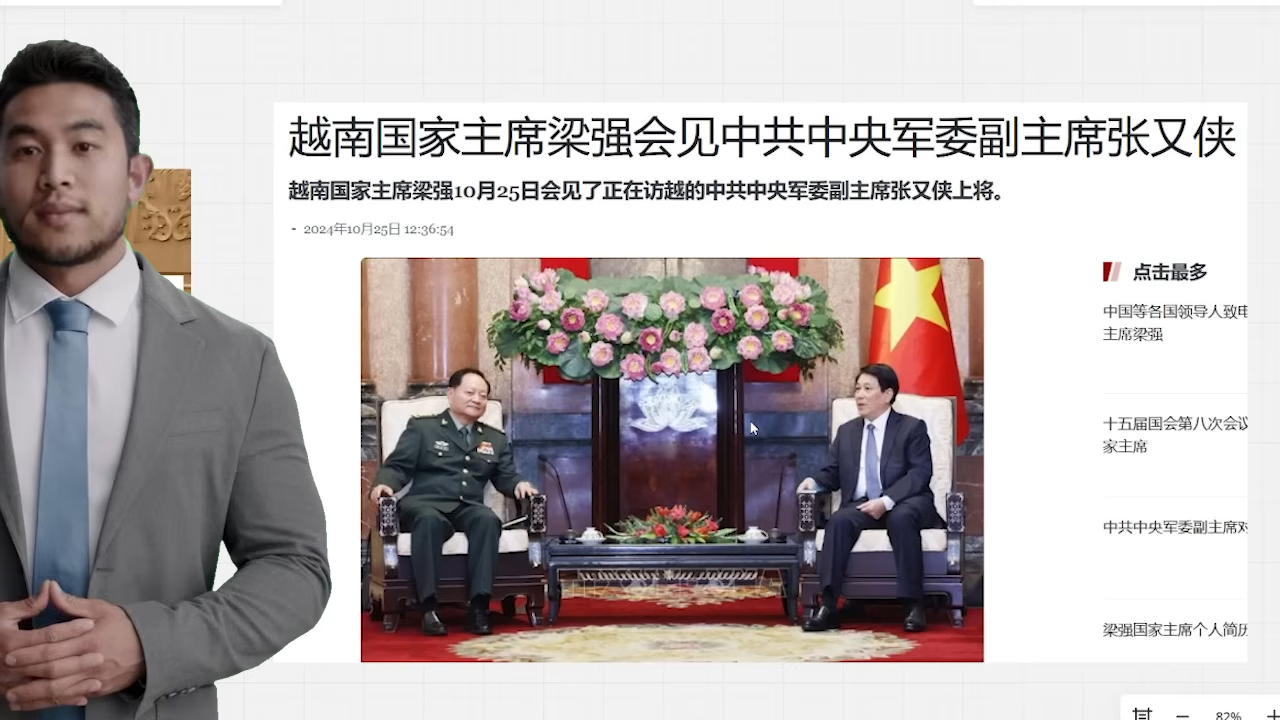 越南国家主席梁强会见中共中央军委副主席张又侠
越南国家主席梁强10月25日会见了正在访越的中共中央军委副主席张又侠上将。
- 2024年10月25日 12:36:54
点击最多
中国等各国领导人致电
主席梁强
十五届国会第八次会议
家主席
中共中央军委副主席对
梁强国家主席个人简历
82%